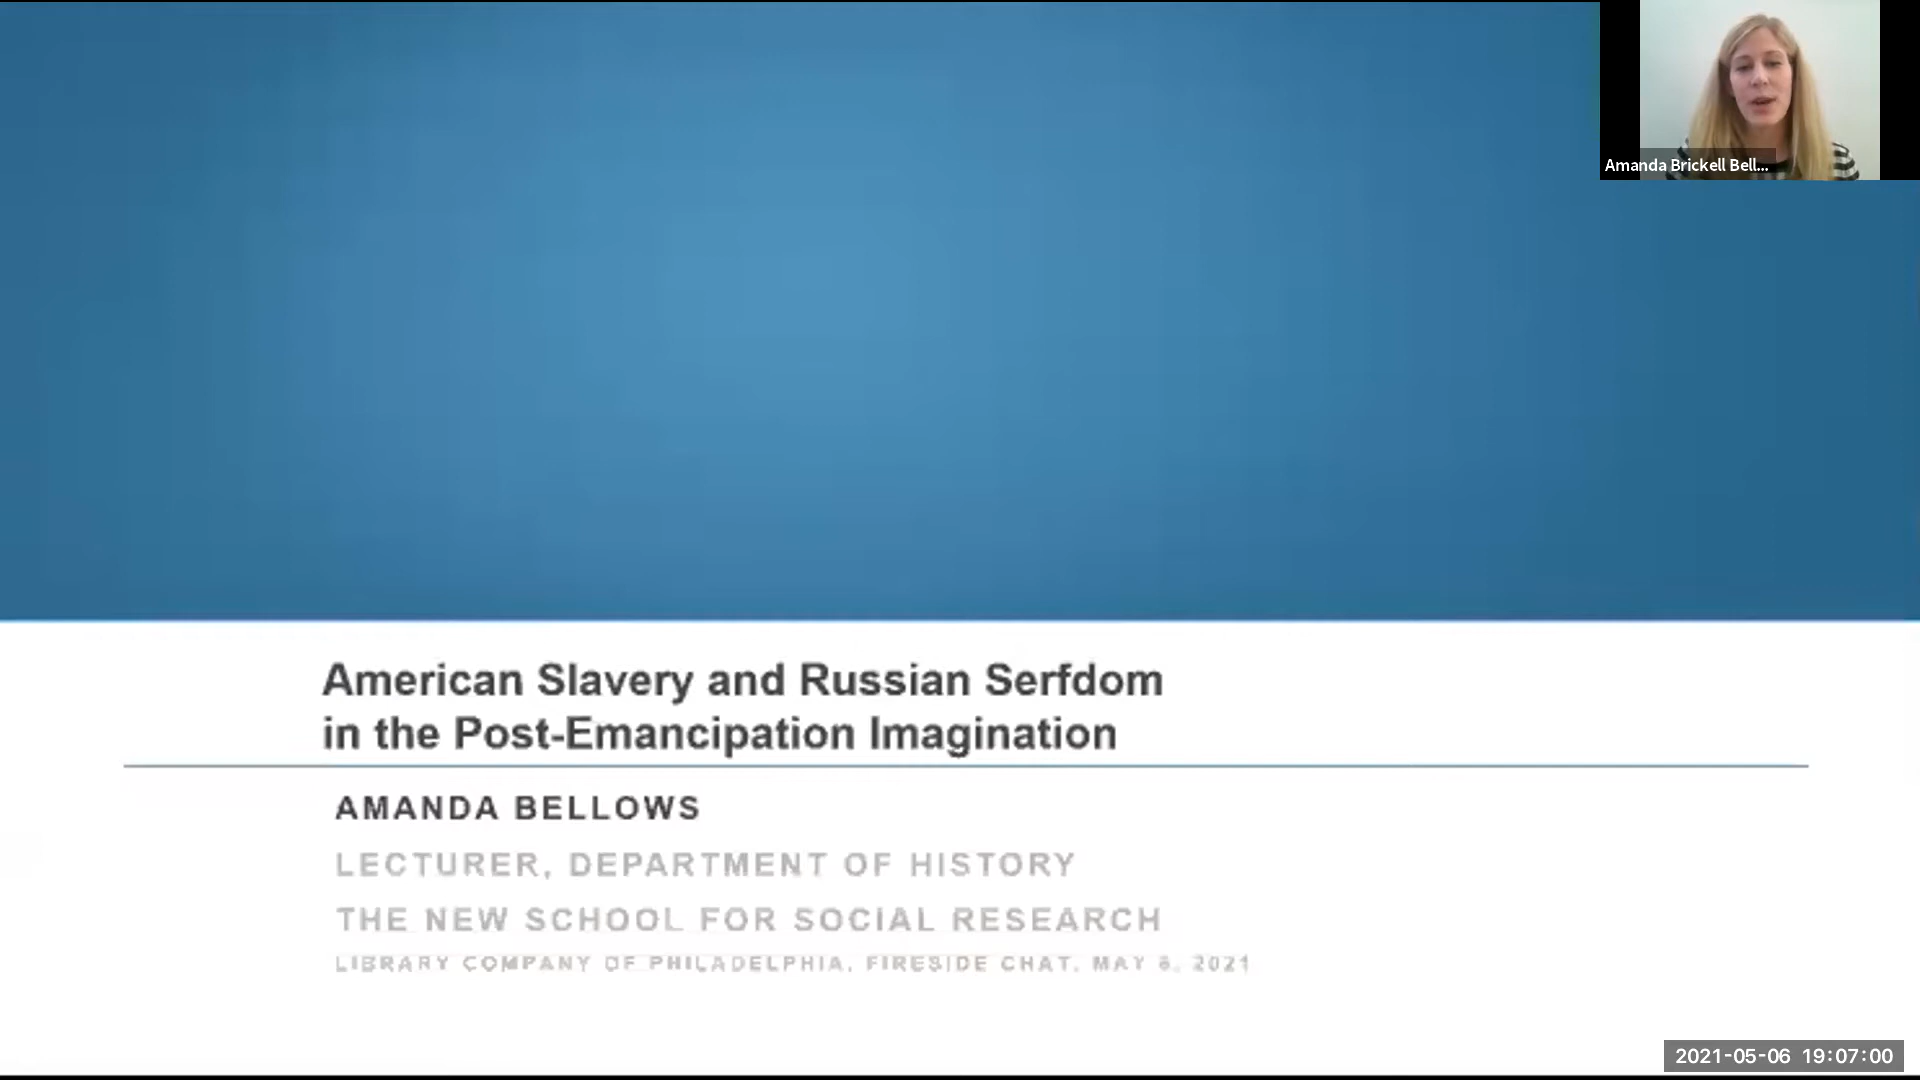 Amanda Brickell Bell...
American Slavery and Russian Serfdom
in the Post-Emancipation Imagination
AMANDA BELLOWS
LECTURER, DEPARTMENT OF HISTORY
THE NEW SCHOOL FOR SOCIAL RESEARCH
LIBRARY COMPANY OF PHILADELPHIA, FIRESIDE CHAT, MAY 6, 2021
2021-05-06 19:07:00